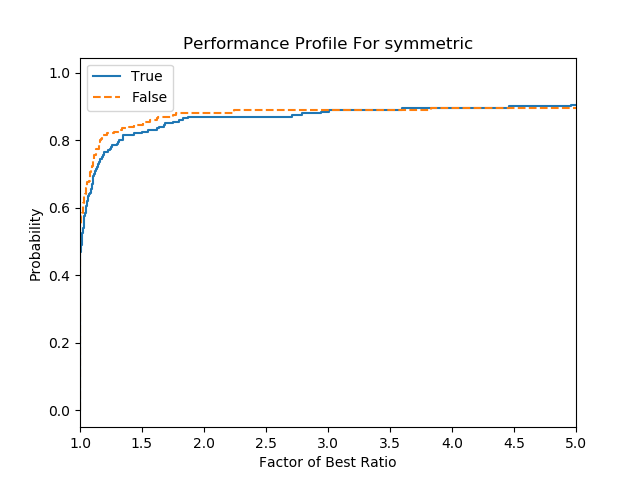 Performance Profile For symmetric
True
False
Probability
1.0
0.8
0.6
0.4
0.2
0.0
1.0 1.5 2.0 2.5 3.0 3.5 4.0 4.5 5.0
Factor of Best Ratio